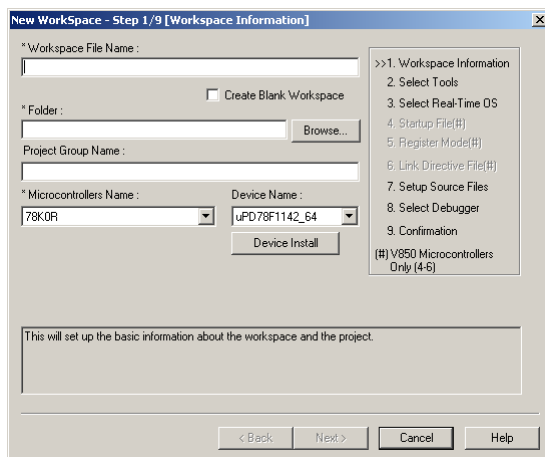 New WorkSpace - Step 1/9 [Workspace Information]
* Workspace File Name :
Create Blank Workspace
* Folder :
Browse...
Project Group Name :
* Microcontrollers Name :
Device Name :
78K0R
uPD78F1142_64
Device Install
>>1. Workspace Information
2. Select Tools
3. Select Real-Time OS
4. Startup File(#)
5. Register Mode(#)
6. Link Directive File(#)
7. Setup Source Files
8. Select Debugger
9. Confirmation
(#) V850 Microcontrollers
Only (4-6)
This will set up the basic information about the workspace and the project.
< Back
Next >
Cancel
Help